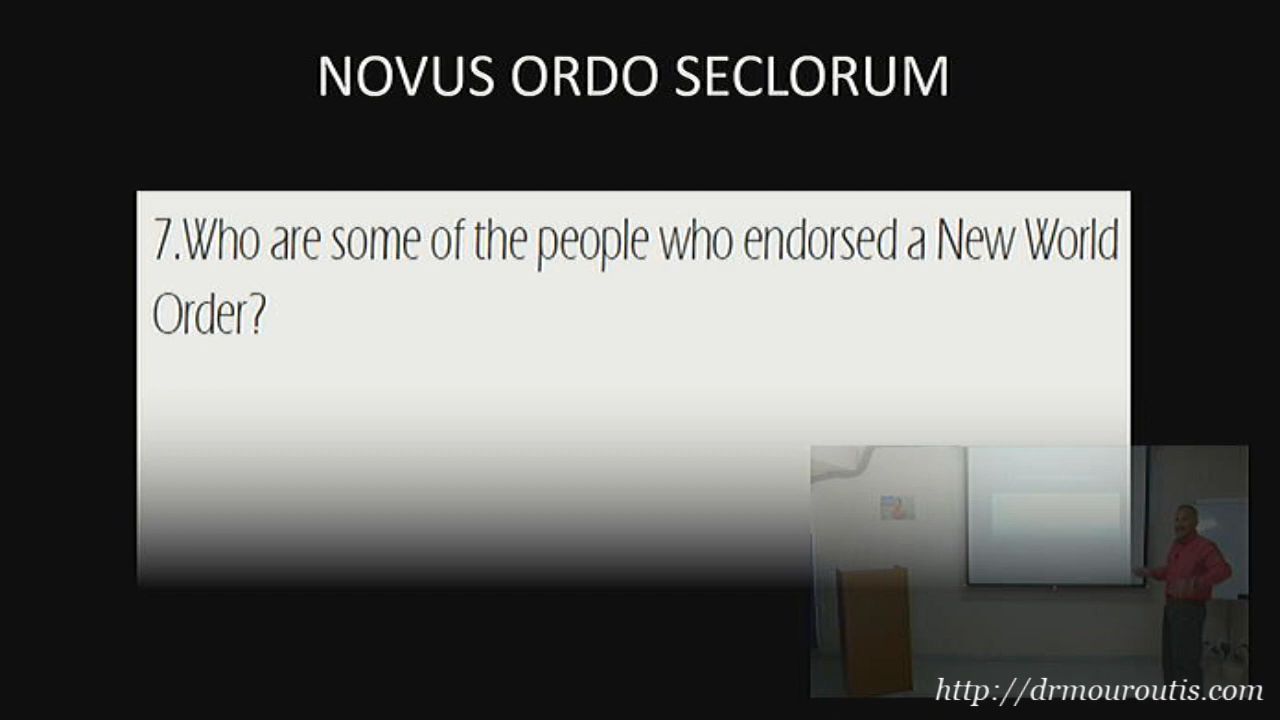 NOVUS ORDO SECLORUM
7.Who are some of the people who endorsed a New World
Order?
http://drmouroutis.com